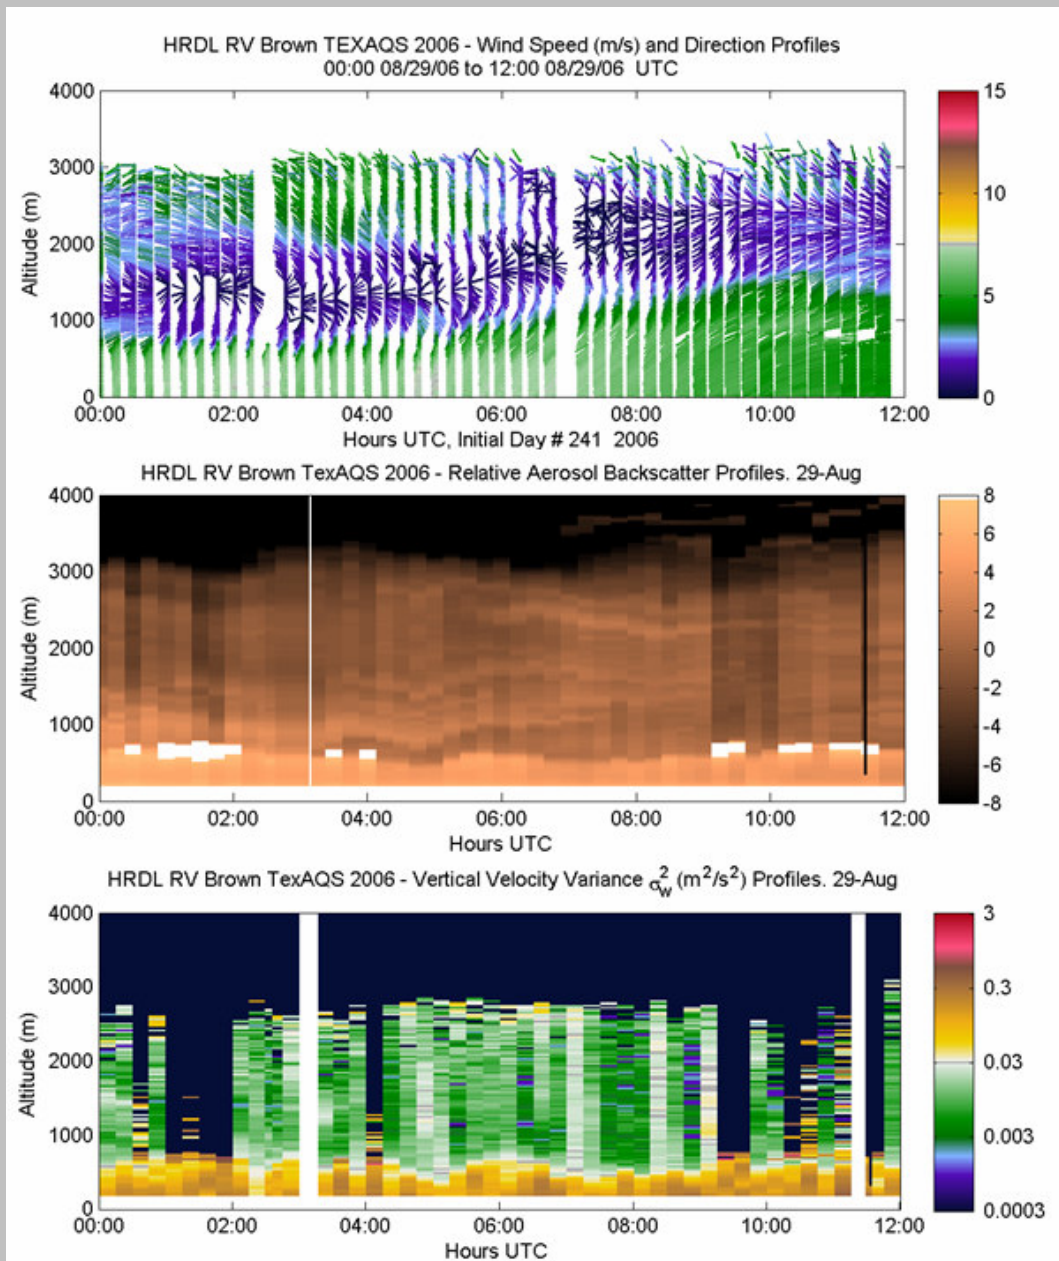 HRDL RV Brown TEXAQS 2006 - Wind Speed (m/s) and Direction Profiles
00:00 08/29/06 to 12:00 08/29/06 UTC
4000
3000
2000
1000
0
Altitude (m)
00:00 02:00 04:00 06:00 08:00 10:00 12:00
Hours UTC, Initial Day # 241 2006
15
10
5
0
HRDL RV Brown TexAQS 2006 - Relative Aerosol Backscatter Profiles. 29-Aug
4000
3000
2000
1000
0
Altitude (m)
00:00 02:00 04:00 06:00 08:00 10:00 12:00
Hours UTC
8
6
4
2
0
-2
-4
-6
-8
HRDL RV Brown TexAQS 2006 - Vertical Velocity Variance σ²w (m²/s²) Profiles. 29-Aug
4000
3000
2000
1000
0
Altitude (m)
00:00 02:00 04:00 06:00 08:00 10:00 12:00
Hours UTC
3
0.3
0.03
0.003
0.0003